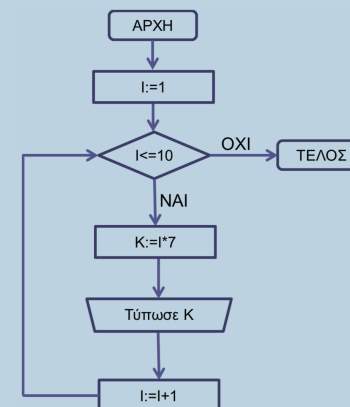 ΑΡΧΗ
I:=1
I<=10
ΟΧΙ
ΤΕΛΟΣ
ΝΑΙ
K:=I*7
Τύπωσε Κ
I:=I+1